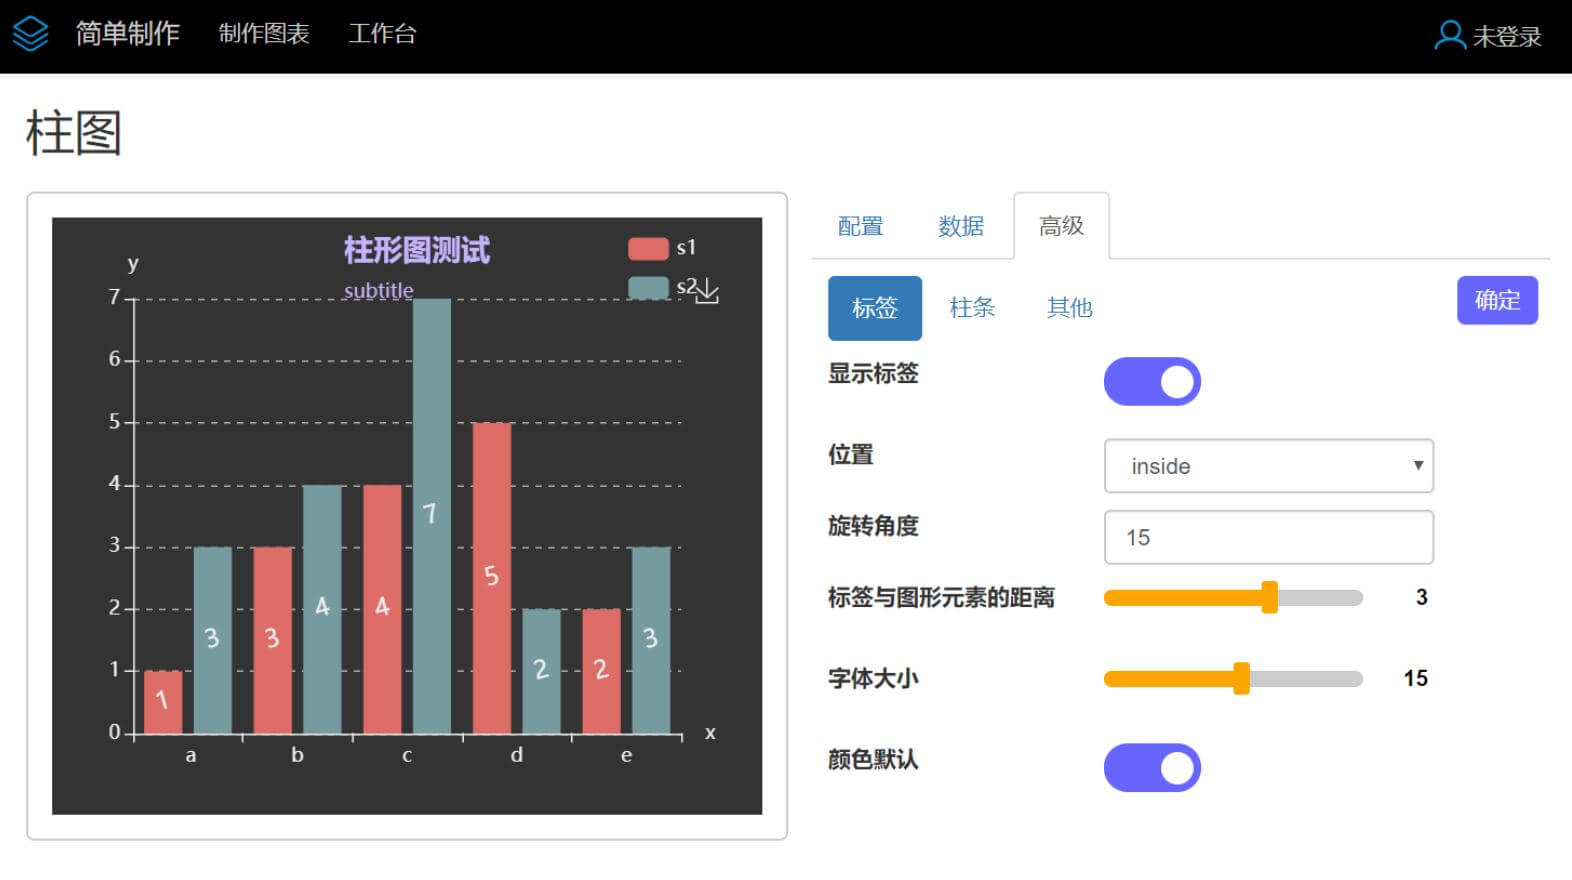 简单制作 制作图表 工作台 未登录
柱图
柱形图测试
subtitle
s1
s2
y
7
6
5
4
3
2
1
0
1
3
3
4
4
7
5
2
2
3
a b c d e
x
配置 数据 高级
标签 柱条 其他 确定
显示标签
位置 inside
旋转角度 15
标签与图形元素的距离 3
字体大小 15
颜色默认